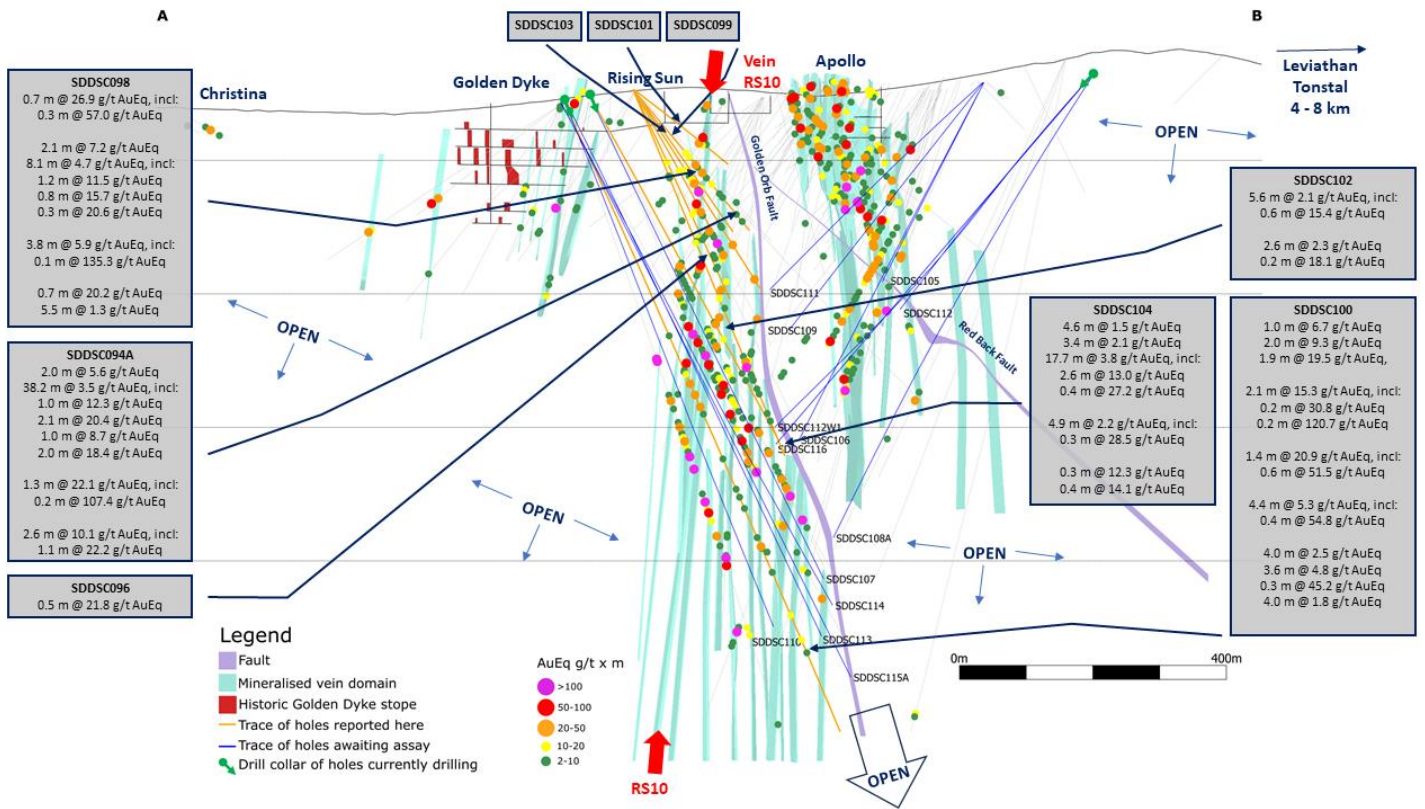 A
B
SDDSC103
SDDSC101
SDDSC099
Christina
Golden Dyke
Rising Sun
Vein
RS10
Apollo
Leviathan
Tonstal
4 - 8 km
SDDSC098
0.7 m @ 26.9 g/t AuEq, incl:
0.3 m @ 57.0 g/t AuEq
2.1 m @ 7.2 g/t AuEq
8.1 m @ 4.7 g/t AuEq, incl:
1.2 m @ 11.5 g/t AuEq
0.8 m @ 15.7 g/t AuEq
0.3 m @ 20.6 g/t AuEq
3.8 m @ 5.9 g/t AuEq, incl:
0.1 m @ 135.3 g/t AuEq
0.7 m @ 20.2 g/t AuEq
5.5 m @ 1.3 g/t AuEq
SDDSC094A
2.0 m @ 5.6 g/t AuEq
38.2 m @ 3.5 g/t AuEq, incl:
1.0 m @ 12.3 g/t AuEq
2.1 m @ 20.4 g/t AuEq
1.0 m @ 8.7 g/t AuEq
2.0 m @ 18.4 g/t AuEq
1.3 m @ 22.1 g/t AuEq, incl:
0.2 m @ 107.4 g/t AuEq
2.6 m @ 10.1 g/t AuEq, incl:
1.1 m @ 22.2 g/t AuEq
SDDSC096
0.5 m @ 21.8 g/t AuEq
OPEN
OPEN
OPEN
OPEN
OPEN
Golden Orb Fault
Red Back Fault
SDDSC111
SDDSC109
SDDSC105
SDDSC112
SDDSC112W1
SDDSC106
SDDSC116
SDDSC108A
SDDSC107
SDDSC114
SDDSC110
SDDSC113
SDDSC115A
SDDSC102
5.6 m @ 2.1 g/t AuEq, incl:
0.6 m @ 15.4 g/t AuEq
2.6 m @ 2.3 g/t AuEq, incl:
0.2 m @ 18.1 g/t AuEq
SDDSC104
4.6 m @ 1.5 g/t AuEq
3.4 m @ 2.1 g/t AuEq
17.7 m @ 3.8 g/t AuEq, incl:
2.6 m @ 13.0 g/t AuEq
0.4 m @ 27.2 g/t AuEq
4.9 m @ 2.2 g/t AuEq, incl:
0.3 m @ 28.5 g/t AuEq
0.3 m @ 12.3 g/t AuEq
0.4 m @ 14.1 g/t AuEq
SDDSC100
1.0 m @ 6.7 g/t AuEq
2.0 m @ 9.3 g/t AuEq
1.9 m @ 19.5 g/t AuEq,
2.1 m @ 15.3 g/t AuEq, incl:
0.2 m @ 30.8 g/t AuEq
0.2 m @ 120.7 g/t AuEq
1.4 m @ 20.9 g/t AuEq, incl:
0.6 m @ 51.5 g/t AuEq
4.4 m @ 5.3 g/t AuEq, incl:
0.4 m @ 54.8 g/t AuEq
4.0 m @ 2.5 g/t AuEq
3.6 m @ 4.8 g/t AuEq
0.3 m @ 45.2 g/t AuEq
4.0 m @ 1.8 g/t AuEq
Legend
Fault
Mineralised vein domain
Historic Golden Dyke stope
Trace of holes reported here
Trace of holes awaiting assay
Drill collar of holes currently drilling
AuEq g/t x m
>100
50-100
20-50
10-20
2-10
RS10
0m
400m